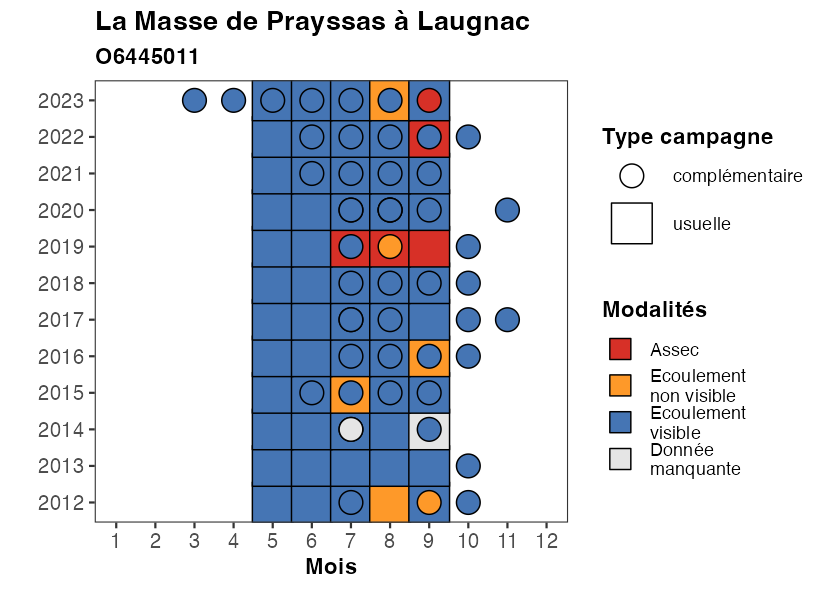 La Masse de Prayssas à Laugnac
O6445011
2023
2022
2021
2020
2019
2018
2017
2016
2015
2014
2013
2012
1 2 3 4 5 6 7 8 9 10 11 12
Mois
Type campagne
complémentaire
usuelle
Modalités
Assec
Ecoulement
non visible
Ecoulement
visible
Donnée
manquante